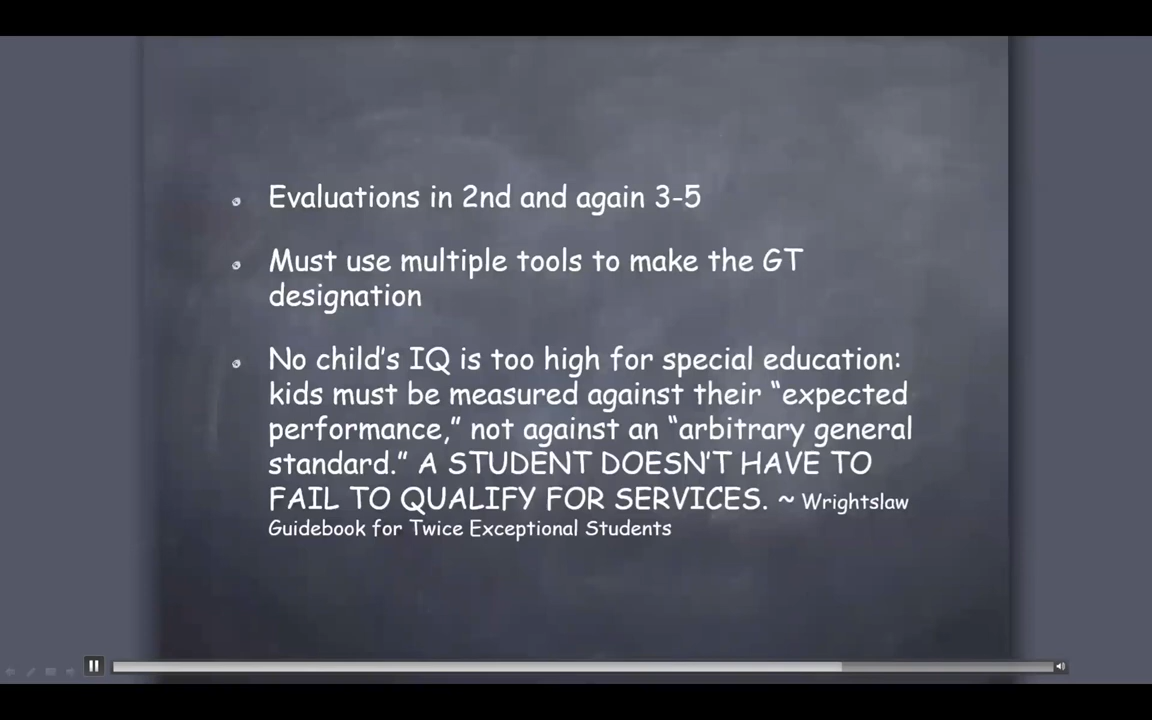 Evaluations in 2nd and again 3-5
Must use multiple tools to make the GT
designation
No child's IQ is too high for special education:
kids must be measured against their “expected
performance,” not against an “arbitrary general
standard.” A STUDENT DOESN'T HAVE TO
FAIL TO QUALIFY FOR SERVICES. ~ Wrightslaw
Guidebook for Twice Exceptional Students